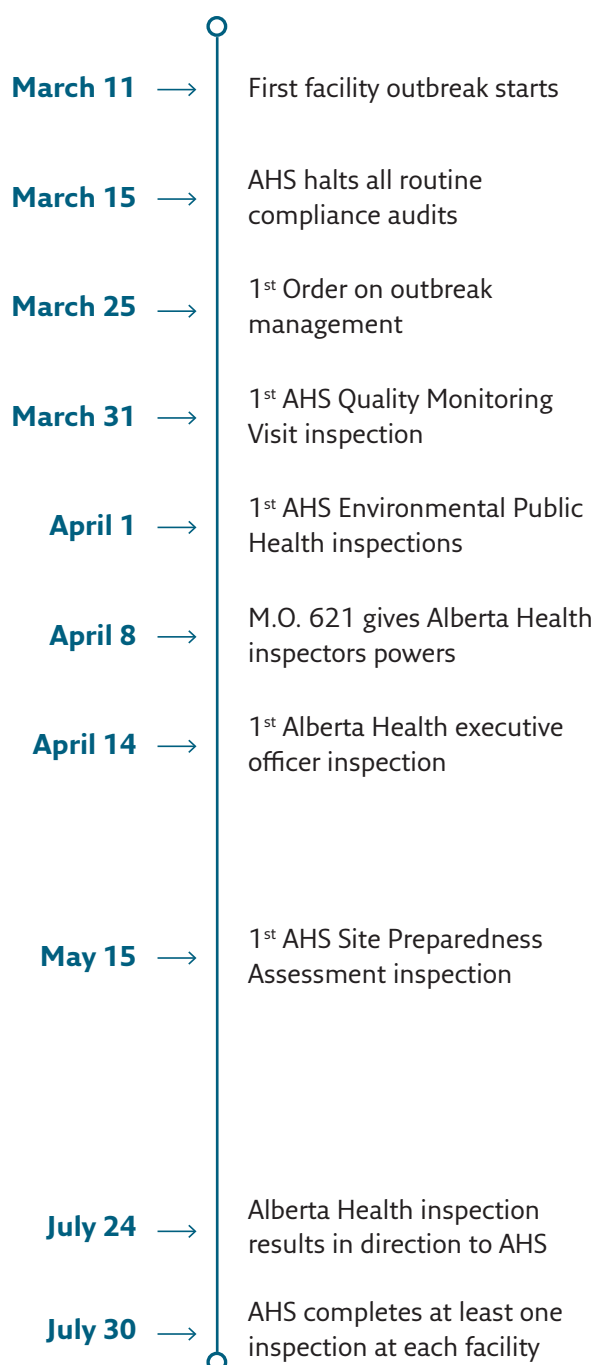 March 11 → First facility outbreak starts
March 15 → AHS halts all routine
compliance audits
March 25 → 1st Order on outbreak
management
March 31 → 1st AHS Quality Monitoring
Visit inspection
April 1 → 1st AHS Environmental Public
Health inspections
April 8 → M.O. 621 gives Alberta Health
inspectors powers
April 14 → 1st Alberta Health executive
officer inspection
May 15 → 1st AHS Site Preparedness
Assessment inspection
July 24 → Alberta Health inspection
results in direction to AHS
July 30 → AHS completes at least one
inspection at each facility